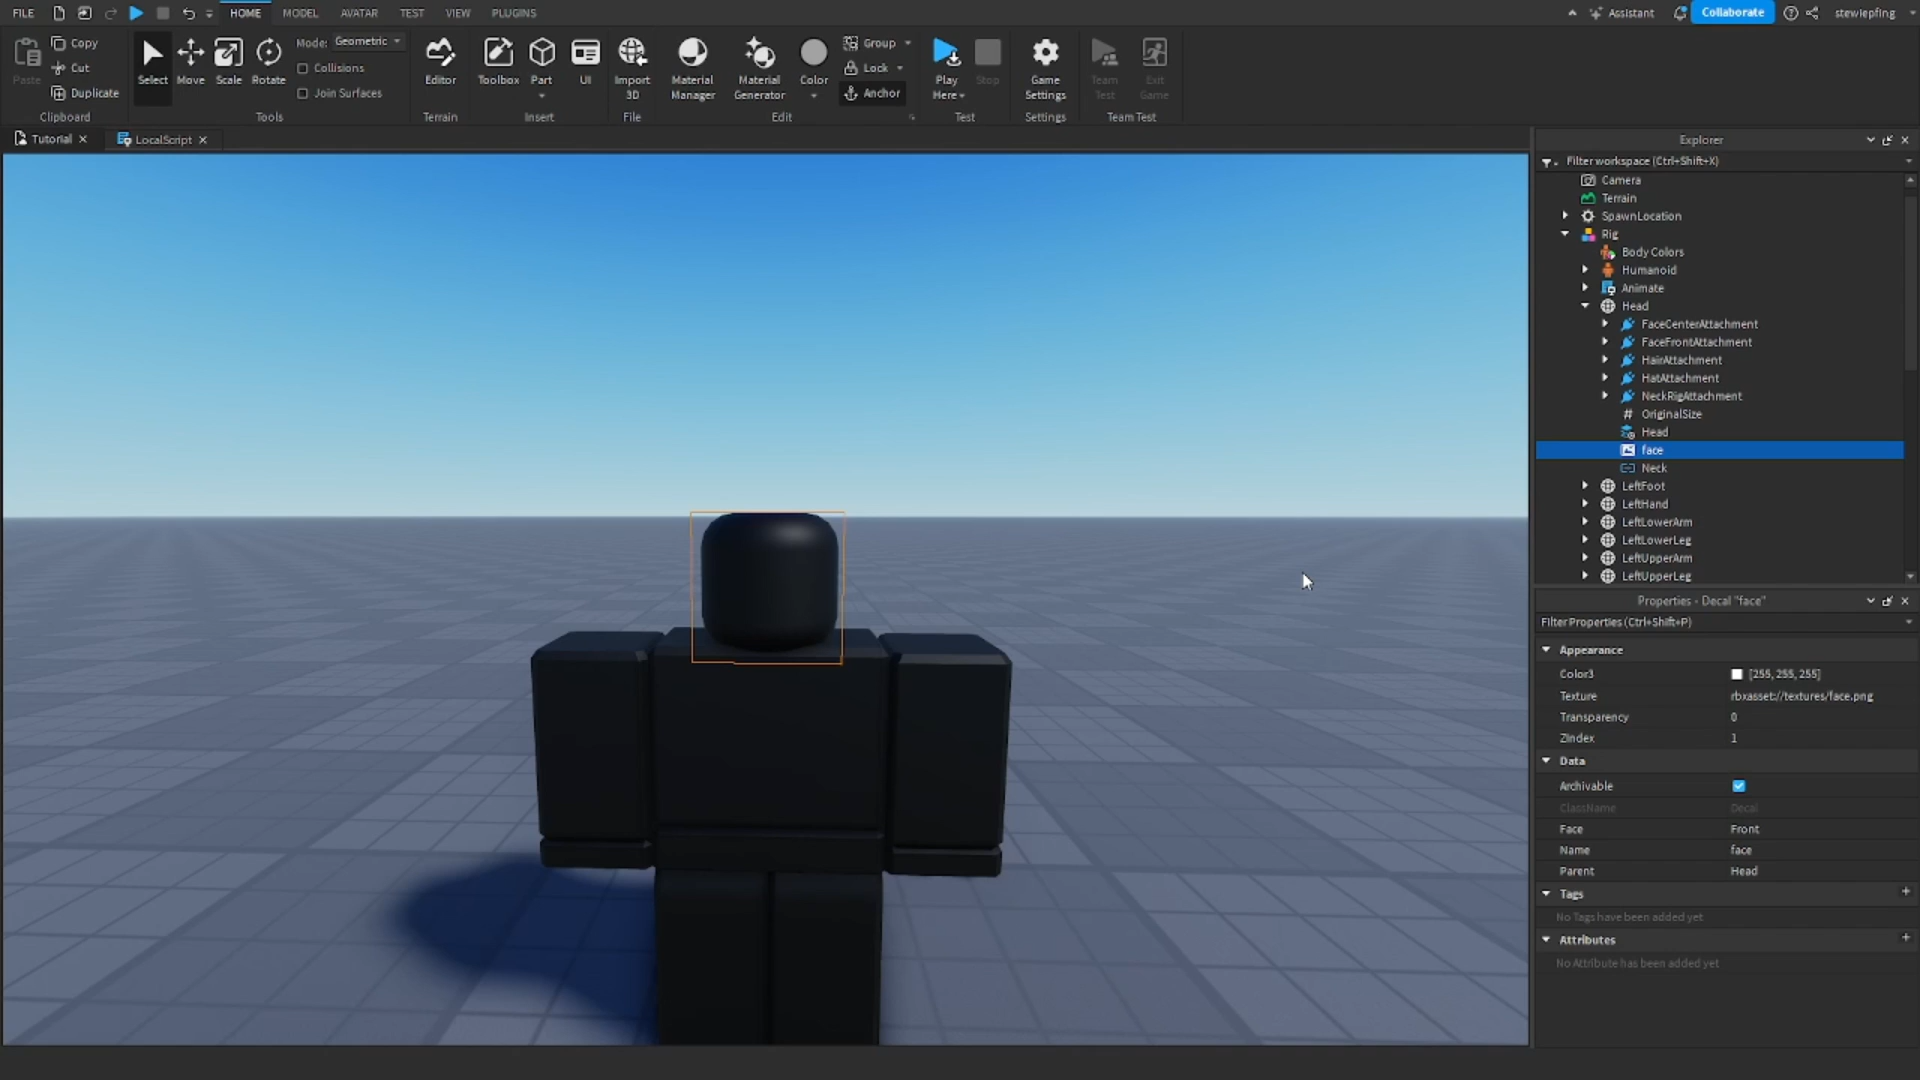 FILE HOME MODEL AVATAR TEST VIEW PLUGINS Assistant Collaborate stewiepfing
Paste Copy Cut Duplicate Clipboard
Select Move Scale Rotate Mode: Geometric Collisions Join Surfaces Tools
Editor Terrain
Toolbox Part UI Insert
Import 3D File
Material Manager Material Generator Color Group Lock Anchor Edit
Play Here Stop Test
Game Settings Settings
Team Test Exit Game Team Test
Tutorial LocalScript
Explorer
Filter workspace (Ctrl+Shift+X)
Camera
Terrain
SpawnLocation
Rig
Body Colors
Humanoid
Animate
Head
FaceCenterAttachment
FaceFrontAttachment
HairAttachment
HatAttachment
NeckRigAttachment
OriginalSize
Head
face
Neck
LeftFoot
LeftHand
LeftLowerArm
LeftLowerLeg
LeftUpperArm
LeftUpperLeg
Properties - Decal "face"
Filter Properties (Ctrl+Shift+P)
Appearance
Color3 [255, 255, 255]
Texture rbxasset://textures/face.png
Transparency 0
ZIndex 1
Data
Archivable
ClassName Decal
Face Front
Name face
Parent Head
Tags
No Tags have been added yet
Attributes
No Attribute has been added yet